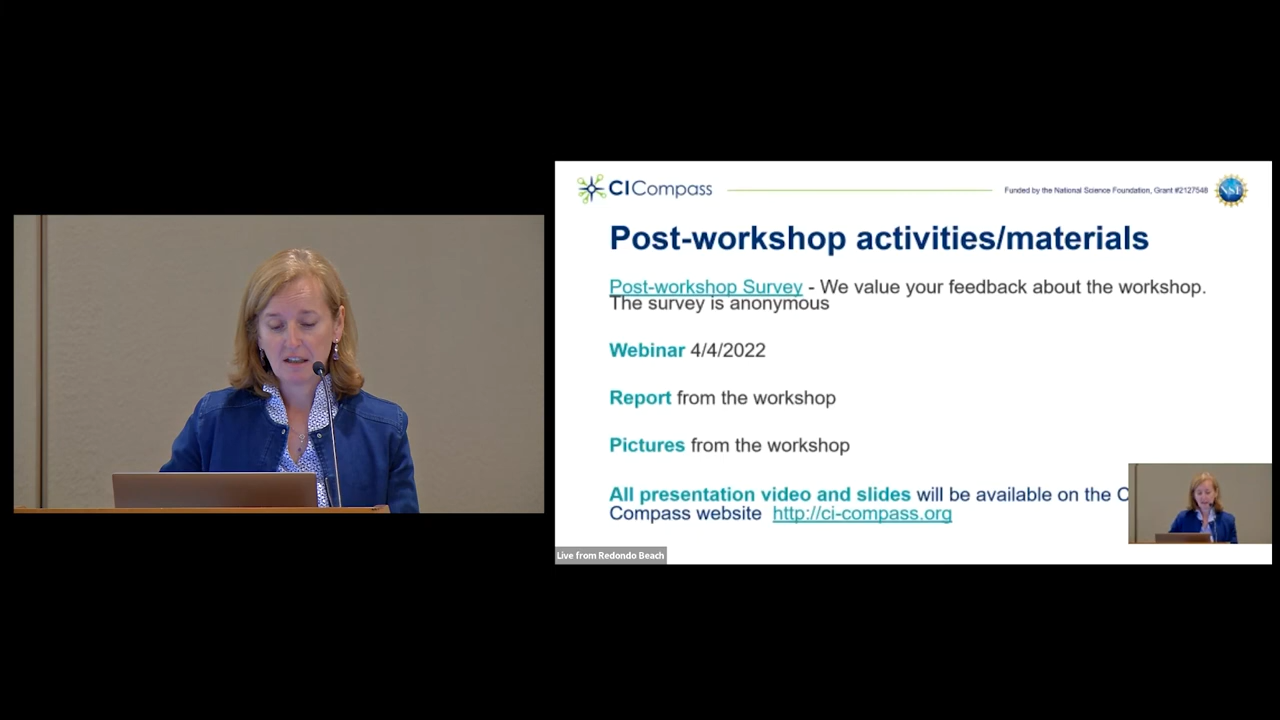 CICompass
Funded by the National Science Foundation, Grant #2127548
NSF
Post-workshop activities/materials
Post-workshop Survey - We value your feedback about the workshop.
The survey is anonymous
Webinar 4/4/2022
Report from the workshop
Pictures from the workshop
All presentation video and slides will be available on the C
Compass website http://ci-compass.org
Live from Redondo Beach